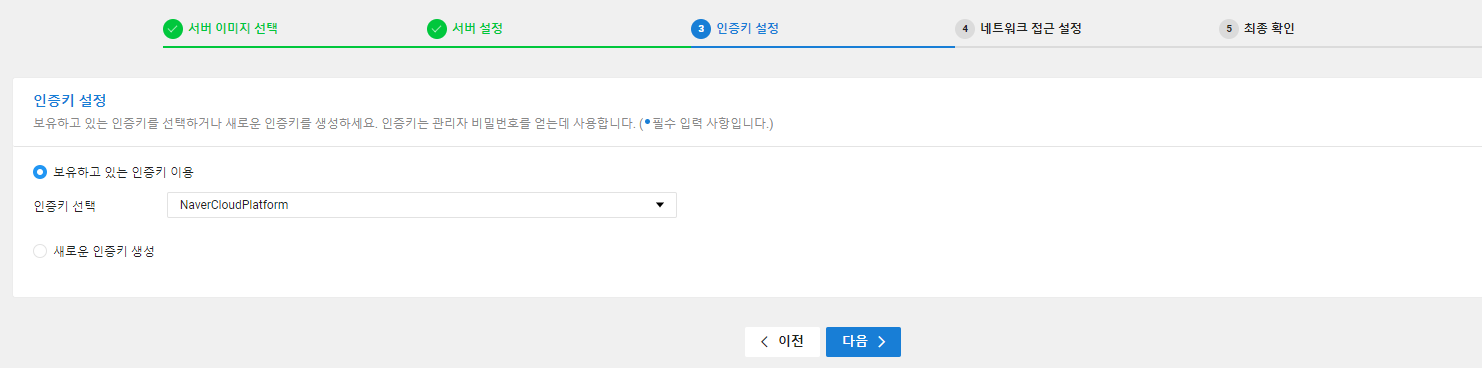 서버 이미지 선택
서버 설정
3 인증키 설정
4 네트워크 접근 설정
5 최종 확인
인증키 설정
보유하고 있는 인증키를 선택하거나 새로운 인증키를 생성하세요. 인증키는 관리자 비밀번호를 얻는데 사용합니다. (•필수 입력 사항입니다.)
보유하고 있는 인증키 이용
인증키 선택 NaverCloudPlatform
새로운 인증키 생성
이전 다음